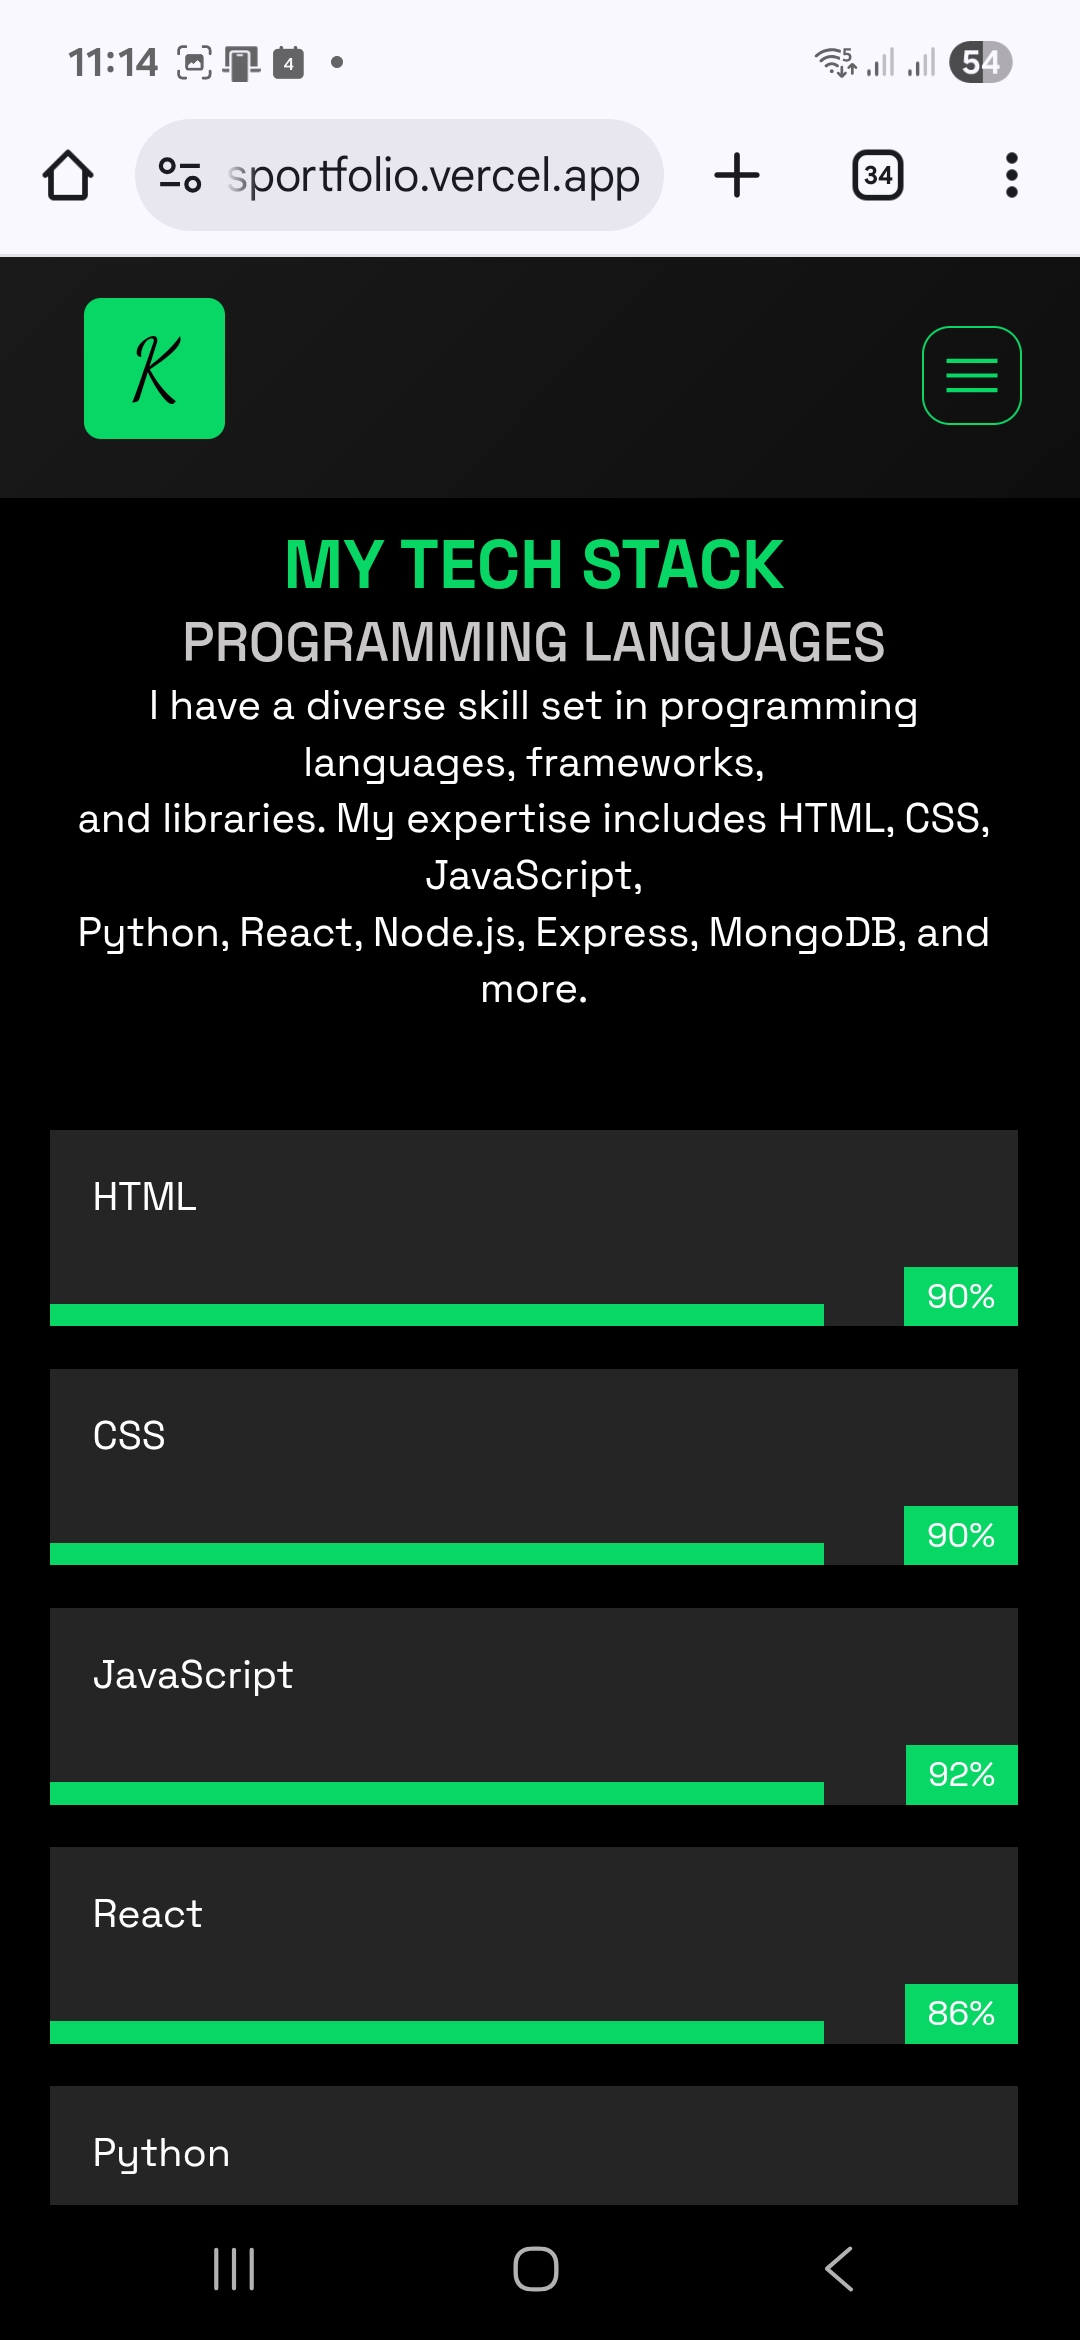 11:14
4
5
54
sportfolio.vercel.app
34
K
MY TECH STACK
PROGRAMMING LANGUAGES
I have a diverse skill set in programming
languages, frameworks,
and libraries. My expertise includes HTML, CSS,
JavaScript,
Python, React, Node.js, Express, MongoDB, and
more.
HTML
90%
CSS
90%
JavaScript
92%
React
86%
Python